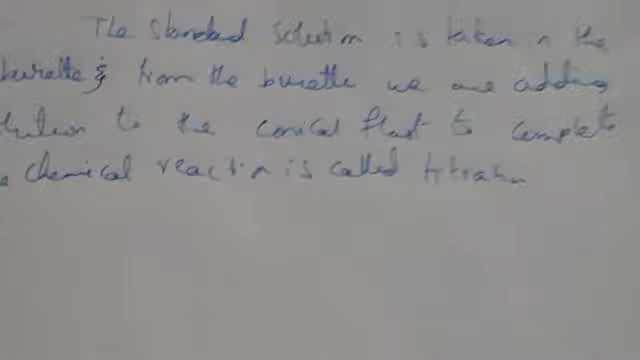 The standard solution is taken in the
burette & from the burette we are adding
lution to the conical flask to complete
e chemical reaction is called titration